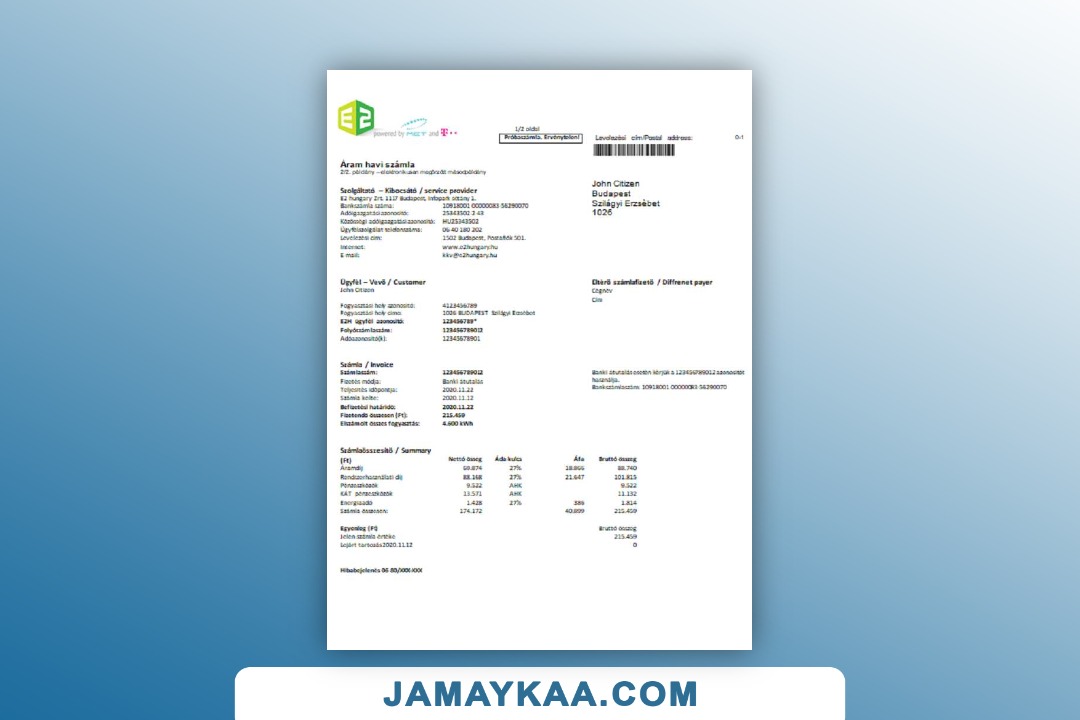 E2
powered by MET and T
1/2 oldal
Próbaszámla. Érvénytelen!
Levelezési cím/Postal address:
0-1
Áram havi számla
2/2. példány –elektronikusan megőrzött másodpéldány
John Citizen
Budapest
Szilágyi Erzsébet
1026
Szolgáltató – Kibocsátó / service provider
E2 hungary Zrt. 1117 Budapest, Infopark sétány 1.
Bankszámla száma: 10918001 00000083 56290070
Adóigazgatási azonosító: 25343502 2 43
Közösségi adóigazgatási azonosító: HU25343502
Ügyfélszolgálat telefonszáma: 06 40 180 202
Levelezési cím: 1502 Budapest, Postafiók 501.
Internet: www.e2hungary.hu
E mail: kkv@e2hungary.hu
Ügyfél – Vevő / Customer
John Citizen
Eltérő számlafizető / Diffrenet payer
Cégnév
Cím
Fogyasztási hely azonosító: 4123456789
Fogyasztási hely címe: 1026 BUDAPEST Szilágyi Erzsébet
E2H ügyfél azonosító: 123456789*
Folyószámlaszám: 123456789012
Adóazonosító(k): 12345678901
Számla / Invoice
Számlaszám: 123456789012
Fizetés módja: Banki átutalás
Teljesítés időpontja: 2020.11.22
Számla kelte: 2020.11.12
Befizetési határidő: 2020.11.22
Fizetendő összesen (Ft): 215.459
Elszámolt összes fogyasztás: 4.600 kWh
Banki átutalás esetén kérjük a 123456789012 azonosítót
használja.
Bankszámlaszám: 10918001 00000083 56290070
Számlaösszesítő / Summary
(Ft) Nettó összeg Áda kulcs Áfa Bruttó összeg
Áramdíj 69.874 27% 18.866 88.740
Rendszerhasználati díj 88.168 27% 21.647 101.815
Pénzeszközök 9.522 AHK 9.522
KÁT pénzeszközök 13.571 AHK 11.132
Energiaadó 1.428 27% 386 1.814
Számla összesen: 174.172 40.899 215.459
Egyenleg (Ft) Bruttó összeg
Jelen számla értéke 215.459
Lejárt tartozás2020.11.12 0
Hibabejelentés 06 80/XXX-XXX
JAMAYKAA.COM